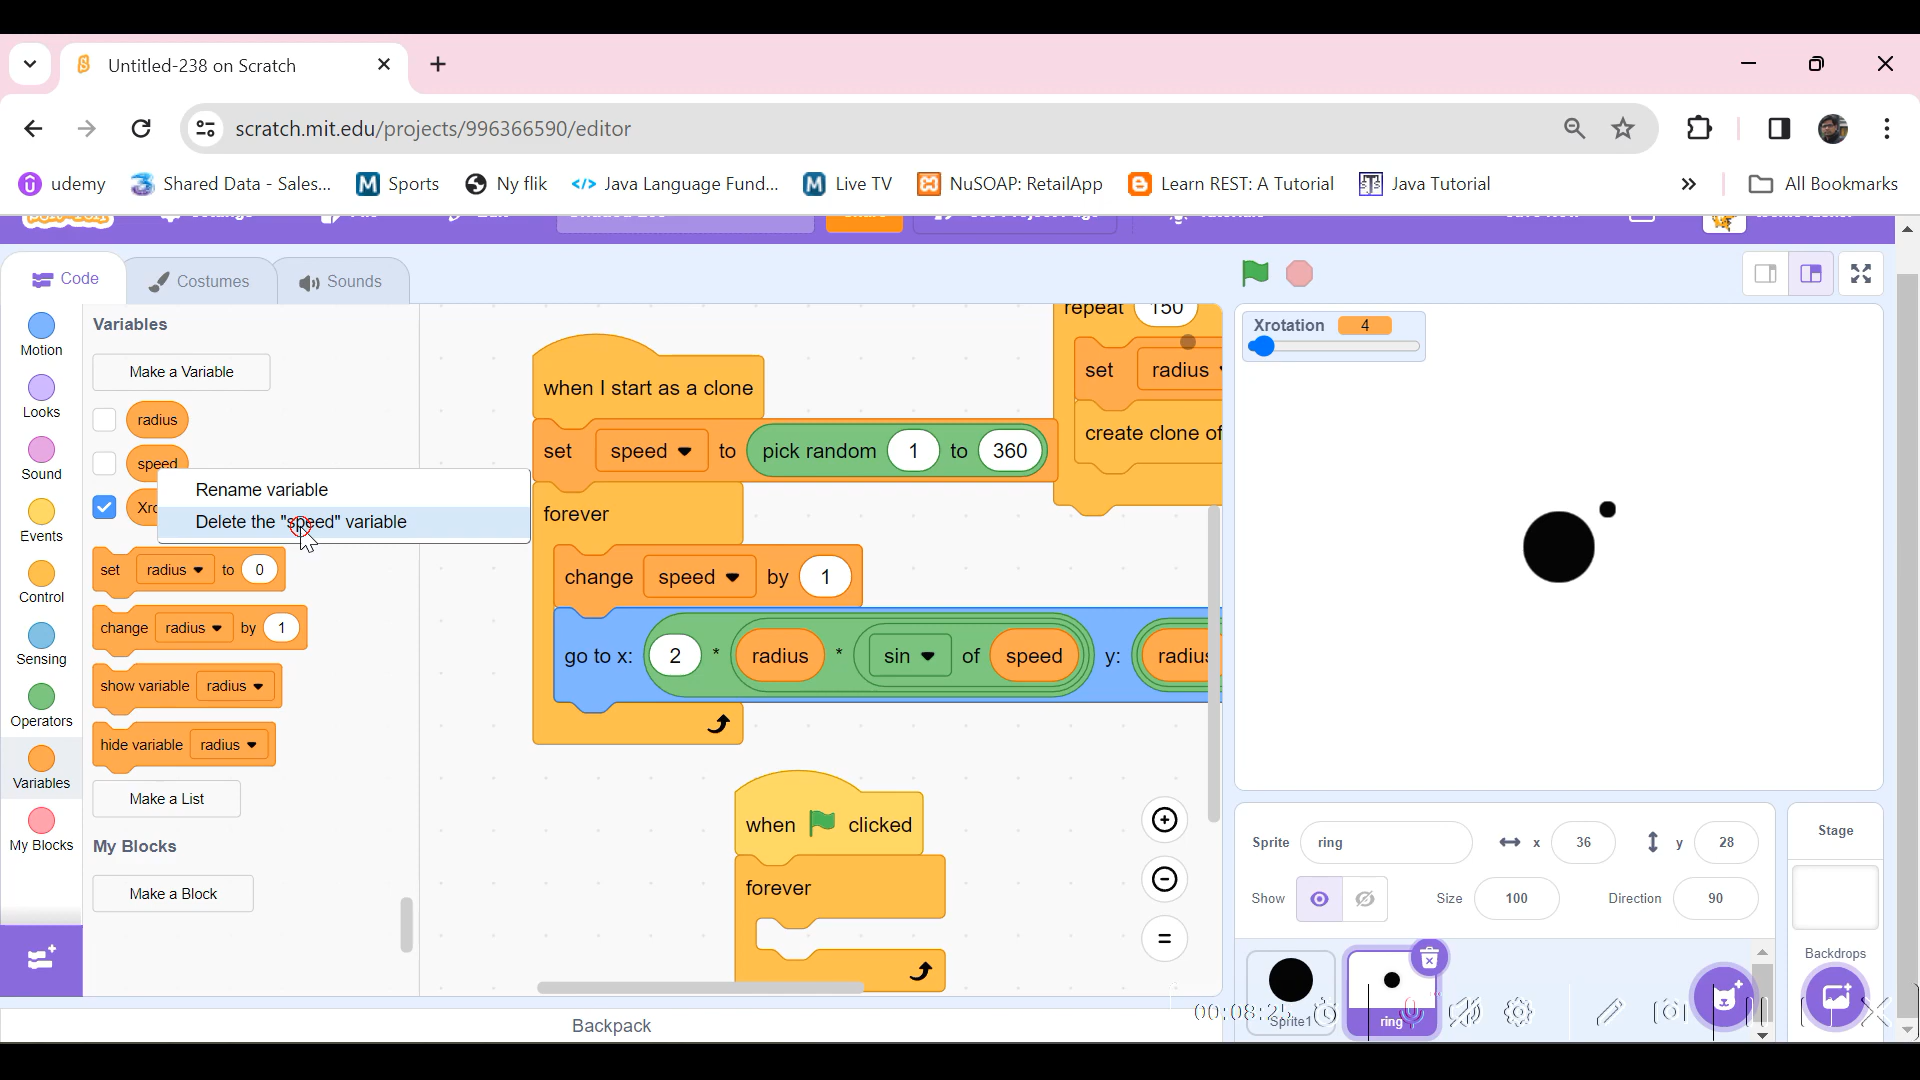 Untitled-238 on Scratch
scratch.mit.edu/projects/996366590/editor
udemy Shared Data - Sales... Sports Ny flik Java Language Fund... Live TV NuSOAP: RetailApp Learn REST: A Tutorial Java Tutorial All Bookmarks
Code Costumes Sounds
Motion
Looks
Sound
Events
Control
Sensing
Operators
Variables
My Blocks
Variables
Make a Variable
radius
speed
Xro
Rename variable
Delete the "speed" variable
set radius to 0
change radius by 1
show variable radius
hide variable radius
Make a List
My Blocks
Make a Block
when I start as a clone
set speed to pick random 1 to 360
forever
change speed by 1
go to x: 2 * radius * sin of speed y: radius
when clicked
forever
repeat 150
set radius
create clone of
Backpack
Xrotation 4
Sprite ring x 36 y 28
Show Size 100 Direction 90
Sprite1
ring
Stage
Backdrops
00:08:25